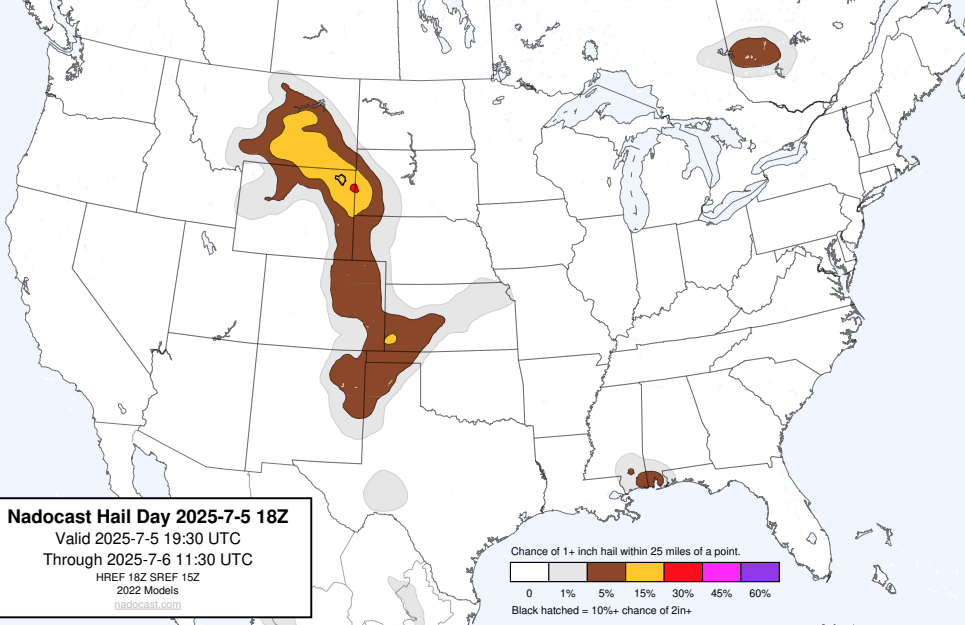 Nadocast Hail Day 2025-7-5 18Z
Valid 2025-7-5 19:30 UTC
Through 2025-7-6 11:30 UTC
HREF 18Z SREF 15Z
2022 Models
nadocast.com
Chance of 1+ inch hail within 25 miles of a point.
0 1% 5% 15% 30% 45% 60%
Black hatched = 10%+ chance of 2in+